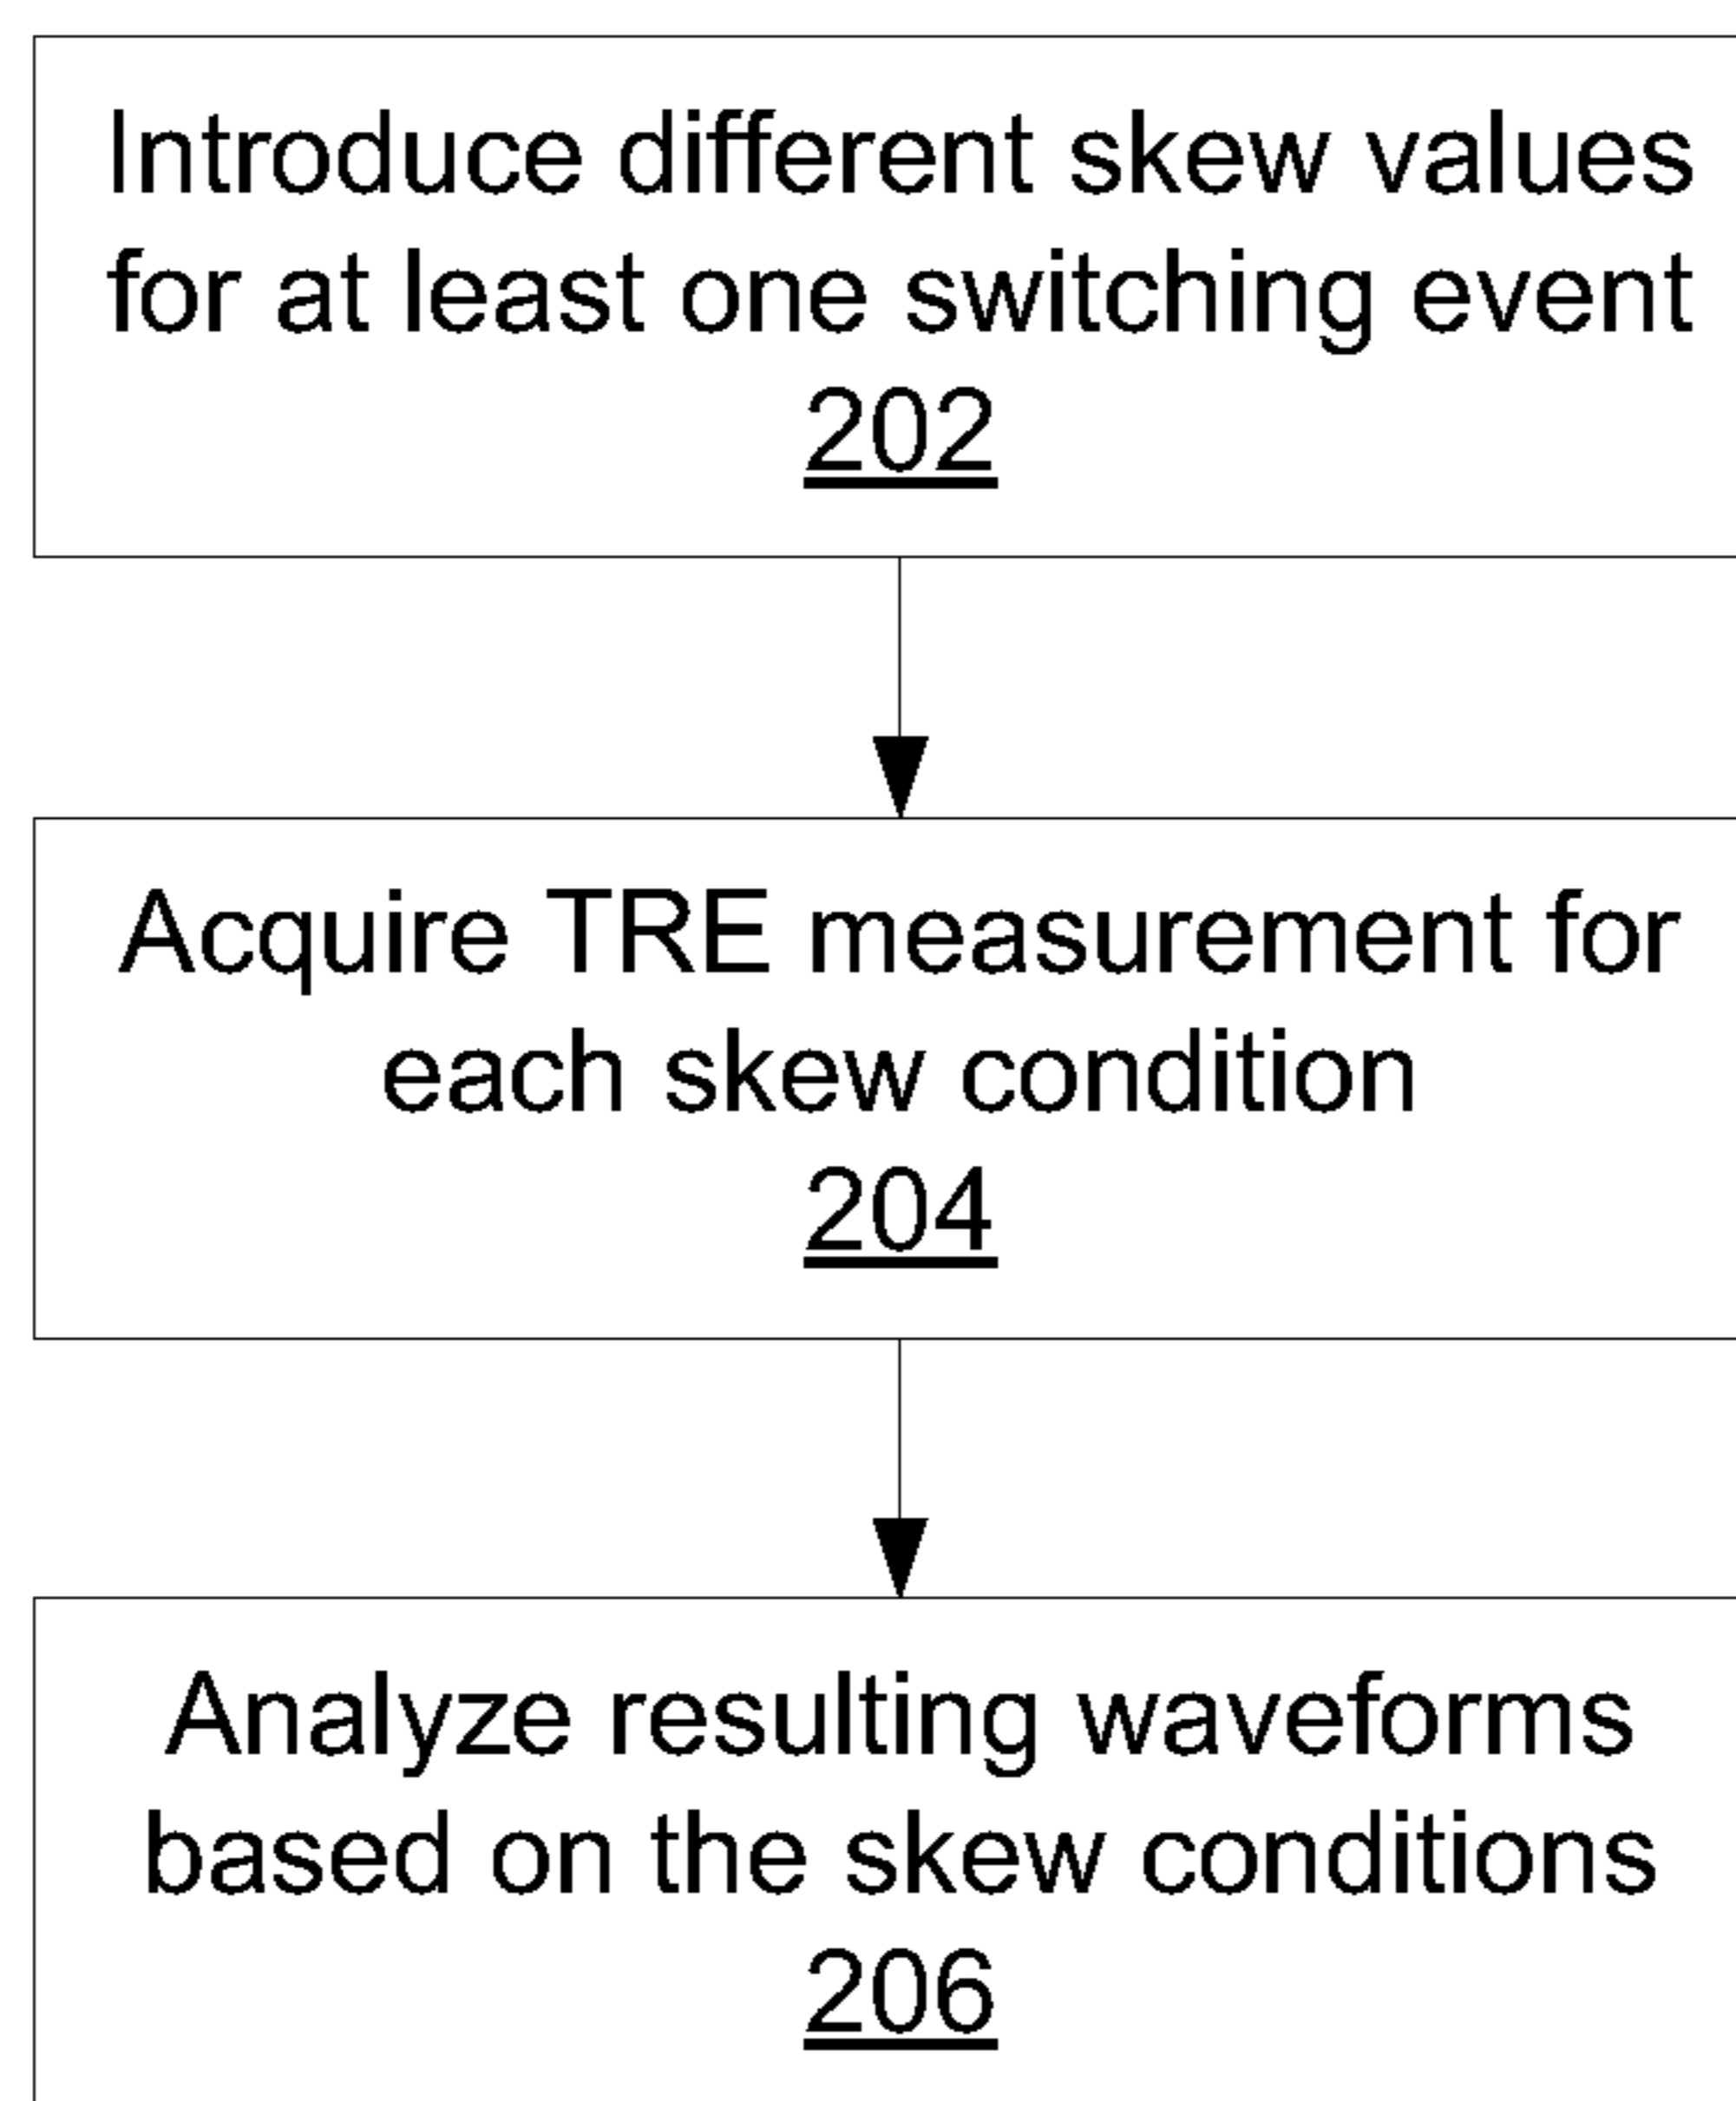 Introduce different skew values
for at least one switching event
202
Acquire TRE measurement for
each skew condition
204
Analyze resulting waveforms
based on the skew conditions
206